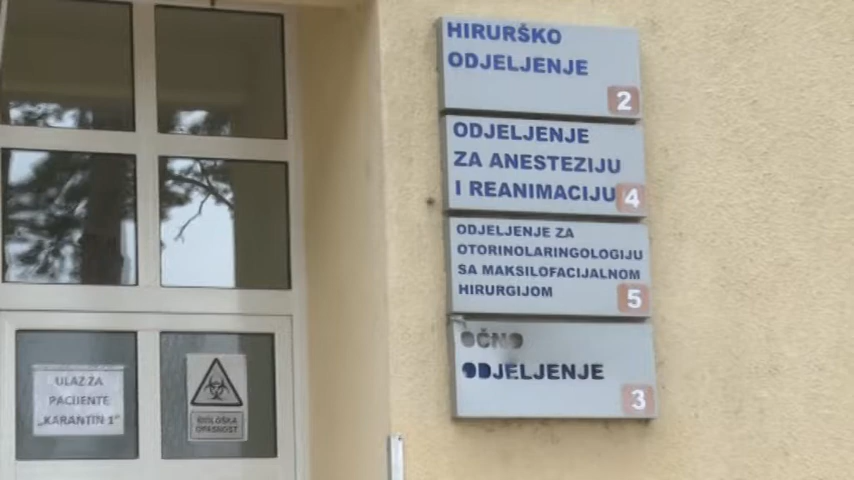 HIRURŠKO
ODJELJENJE
2
ODJELJENJE
ZA ANESTEZIJU
I REANIMACIJU
4
ODJELJENJE ZA
OTORINOLARINGOLOGIJU
SA MAKSILOFACIJALNOM
HIRURGIJOM
5
OČNO
ODJELJENJE
3
ULAZ ZA
PACIJENTE
„KARANTIN 1"
BIOLOŠKA
OPASNOST